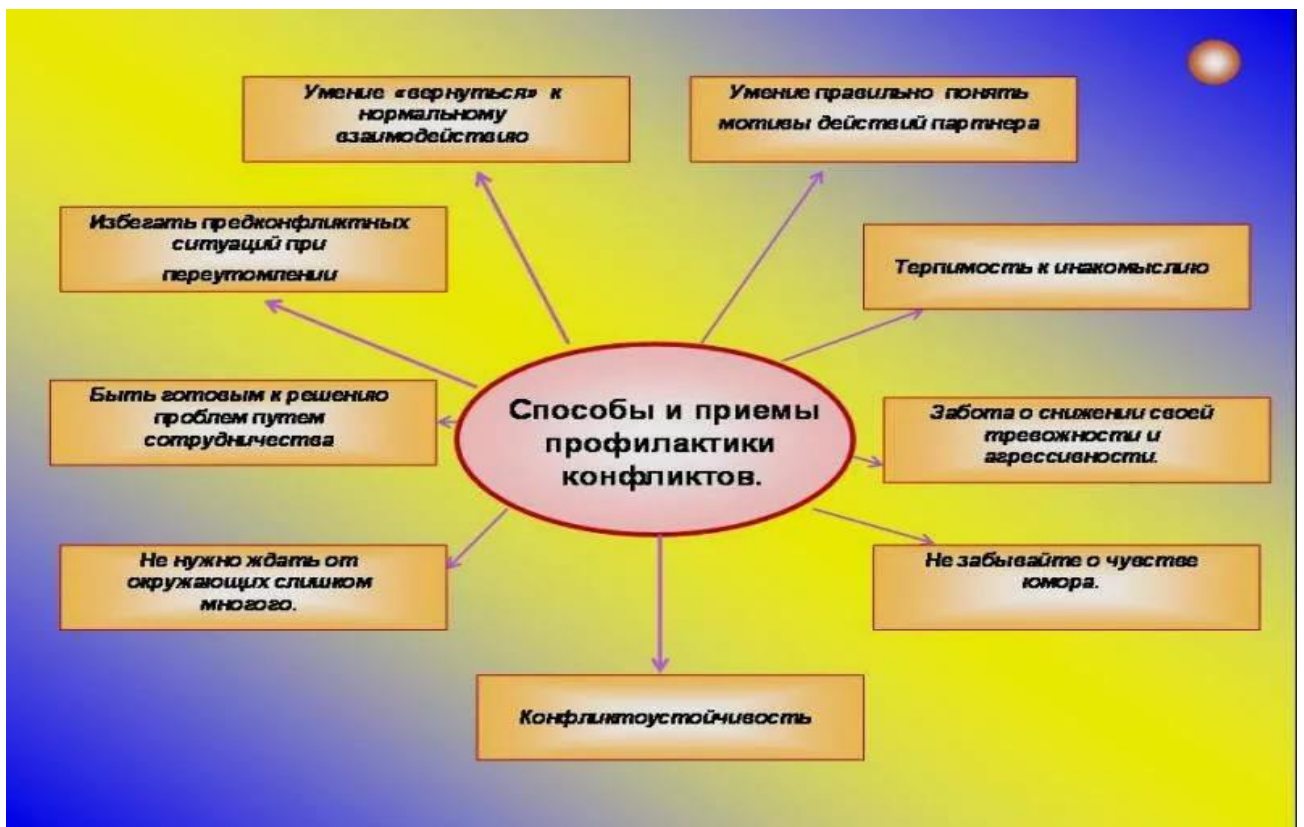 Умение «вернуться» к
нормальному
взаимодействию
Умение правильно понять
мотивы действий партнера
Избегать предконфликтных
ситуаций при
переутомлении
Терпимость к инакомыслию
Быть готовым к решению
проблем путем
сотрудничества
Способы и приемы
профилактики
конфликтов.
Забота о снижении своей
тревожности и
агрессивности.
Не нужно ждать от
окружающих слишком
многого.
Не забывайте о чувстве
юмора.
Конфликтоустойчивость